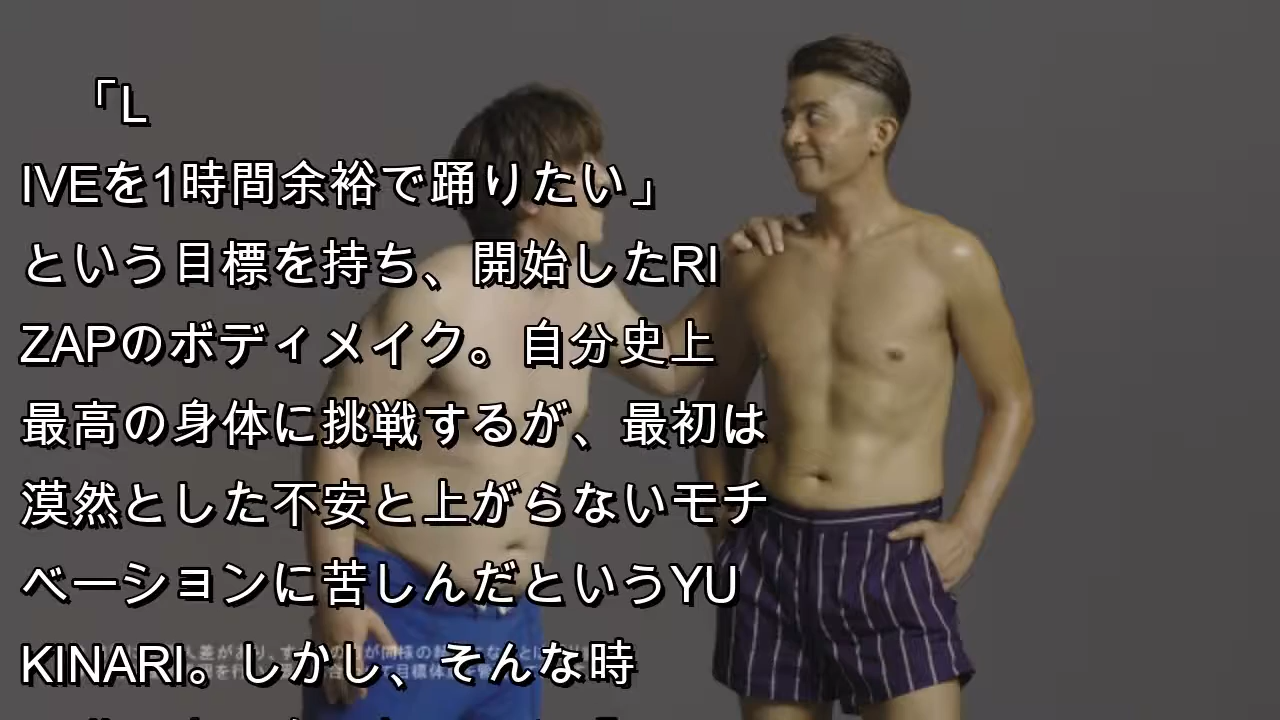 「L
IVEを1時間余裕で踊りたい」
という目標を持ち、開始したRI
ZAPのボディメイク。自分史上
最高の身体に挑戦するが、最初は
漠然とした不安と上がらないモチ
ベーションに苦しんだというYU
KINARI。しかし、そんな時